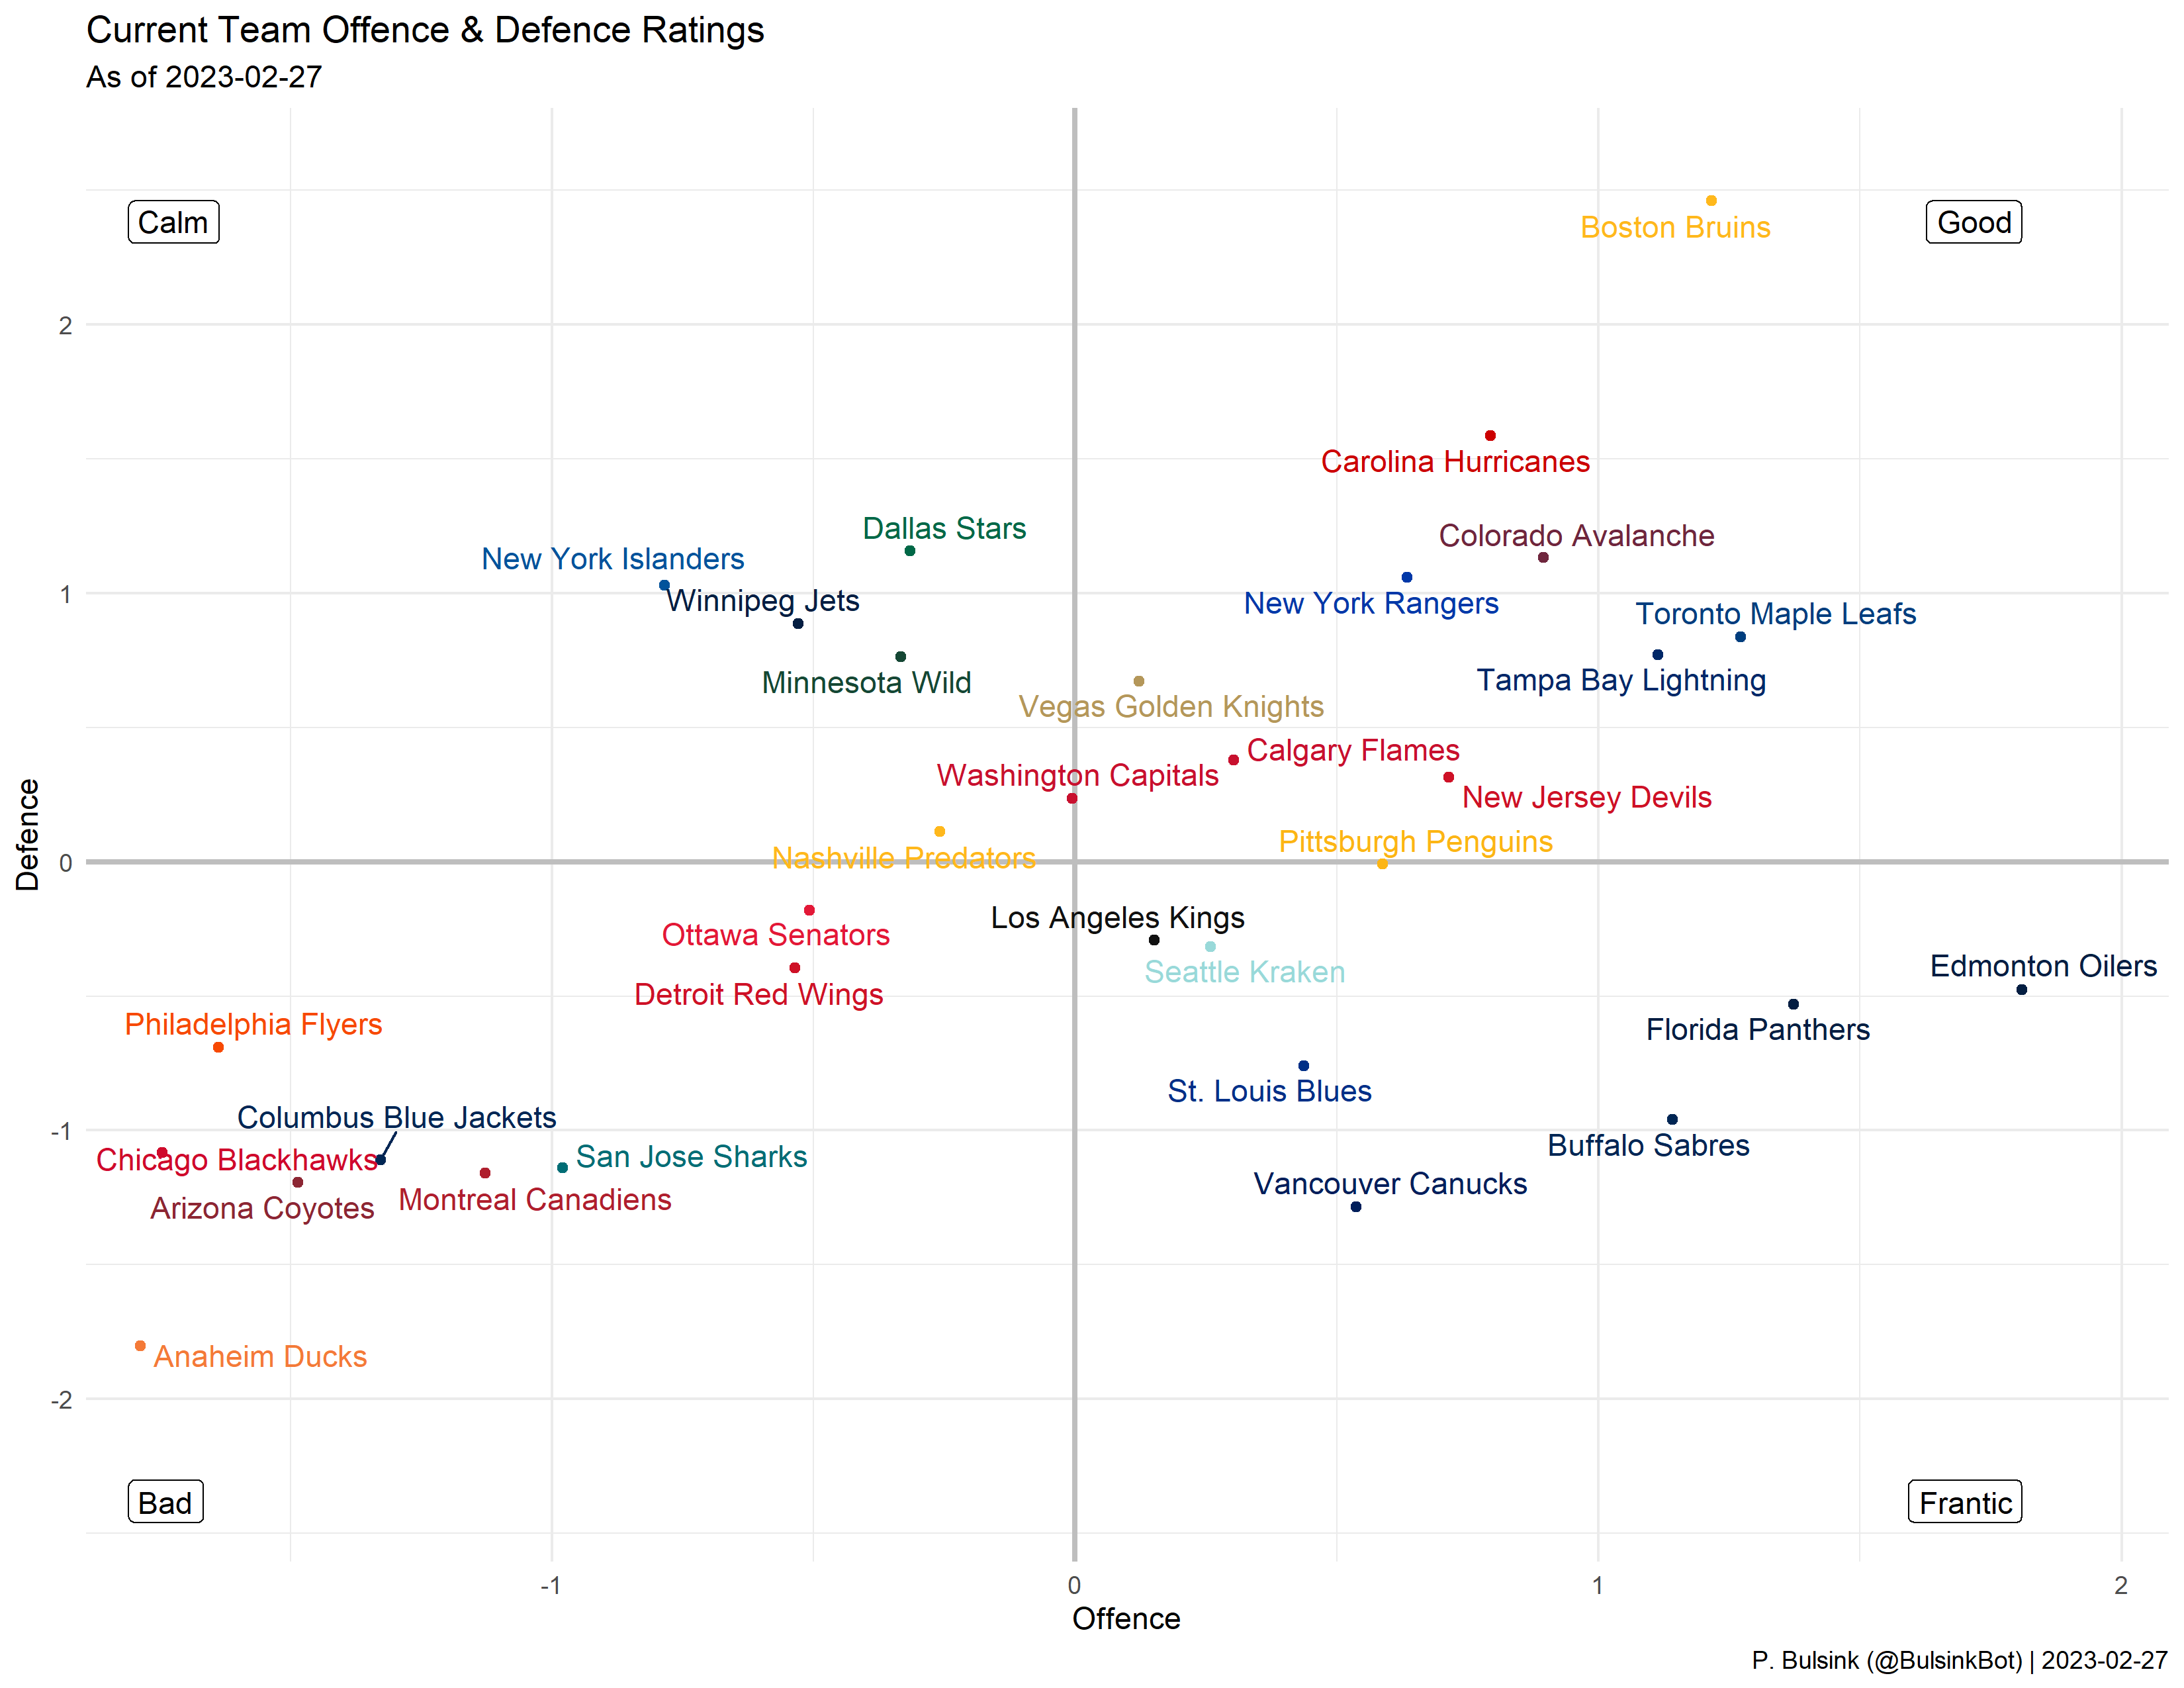 Current Team Offence & Defence Ratings
As of 2023-02-27
Calm
Good
Boston Bruins
2
Carolina Hurricanes
Dallas Stars
Colorado Avalanche
New York Islanders
1
Winnipeg Jets
New York Rangers
Toronto Maple Leafs
Minnesota Wild
Tampa Bay Lightning
Vegas Golden Knights
Calgary Flames
Washington Capitals
New Jersey Devils
Defence
Pittsburgh Penguins
0
Nashville Predators
Los Angeles Kings
Ottawa Senators
Edmonton Oilers
Seattle Kraken
Detroit Red Wings
Philadelphia Flyers
Florida Panthers
St. Louis Blues
Columbus Blue Jackets
-1
Buffalo Sabres
San Jose Sharks
Chicago Blackhawks
Vancouver Canucks
Montreal Canadiens
Arizona Coyotes
Anaheim Ducks
-2
Bad
Frantic
-1 0 1 2
Offence
P. Bulsink (@BulsinkBot) | 2023-02-27